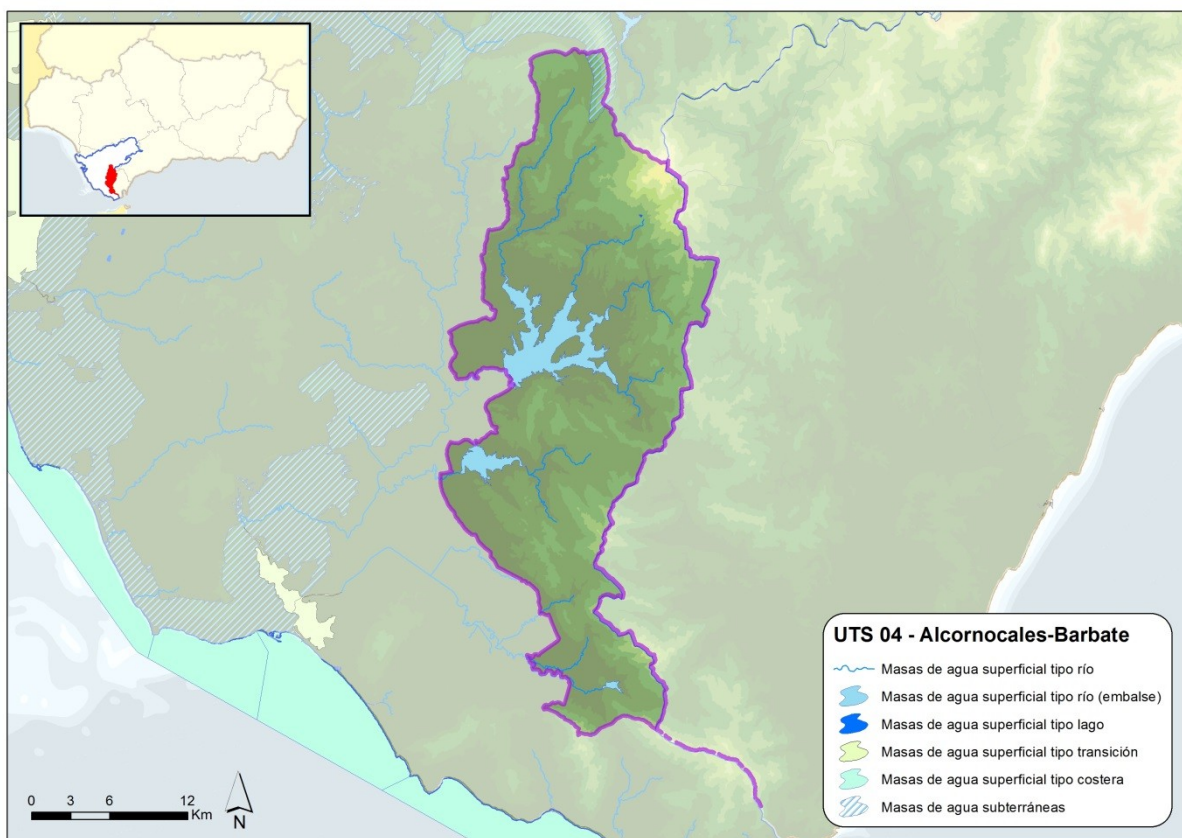 UTS 04 - Alcornocales-Barbate
Masas de agua superficial tipo río
Masas de agua superficial tipo río (embalse)
Masas de agua superficial tipo lago
Masas de agua superficial tipo transición
Masas de agua superficial tipo costera
Masas de agua subterráneas
0 3 6 12
Km
N